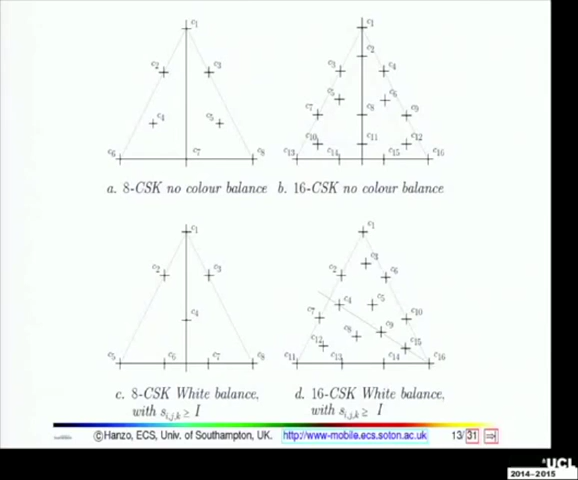 c1 c1
c2
c2 c3 c3 c4
c5 c6
c4 c5 c7 c8 c9
c10 c11 c12
c6 c7 c8 c13 c14 c15 c16
a. 8-CSK no colour balance b. 16-CSK no colour balance
c1 c1
c3
c2 c3 c2 c6
c4 c5
c4 c7 c10
c8 c9
c12 c15
c5 c6 c7 c8 c11 c13 c14 c16
c. 8-CSK White balance, d. 16-CSK White balance,
with si,j,k≥ I with si,j,k≥ I
©Hanzo, ECS, Univ. of Southampton, UK. http://www-mobile.ecs.soton.ac.uk 13/31
UCL
2014-2015